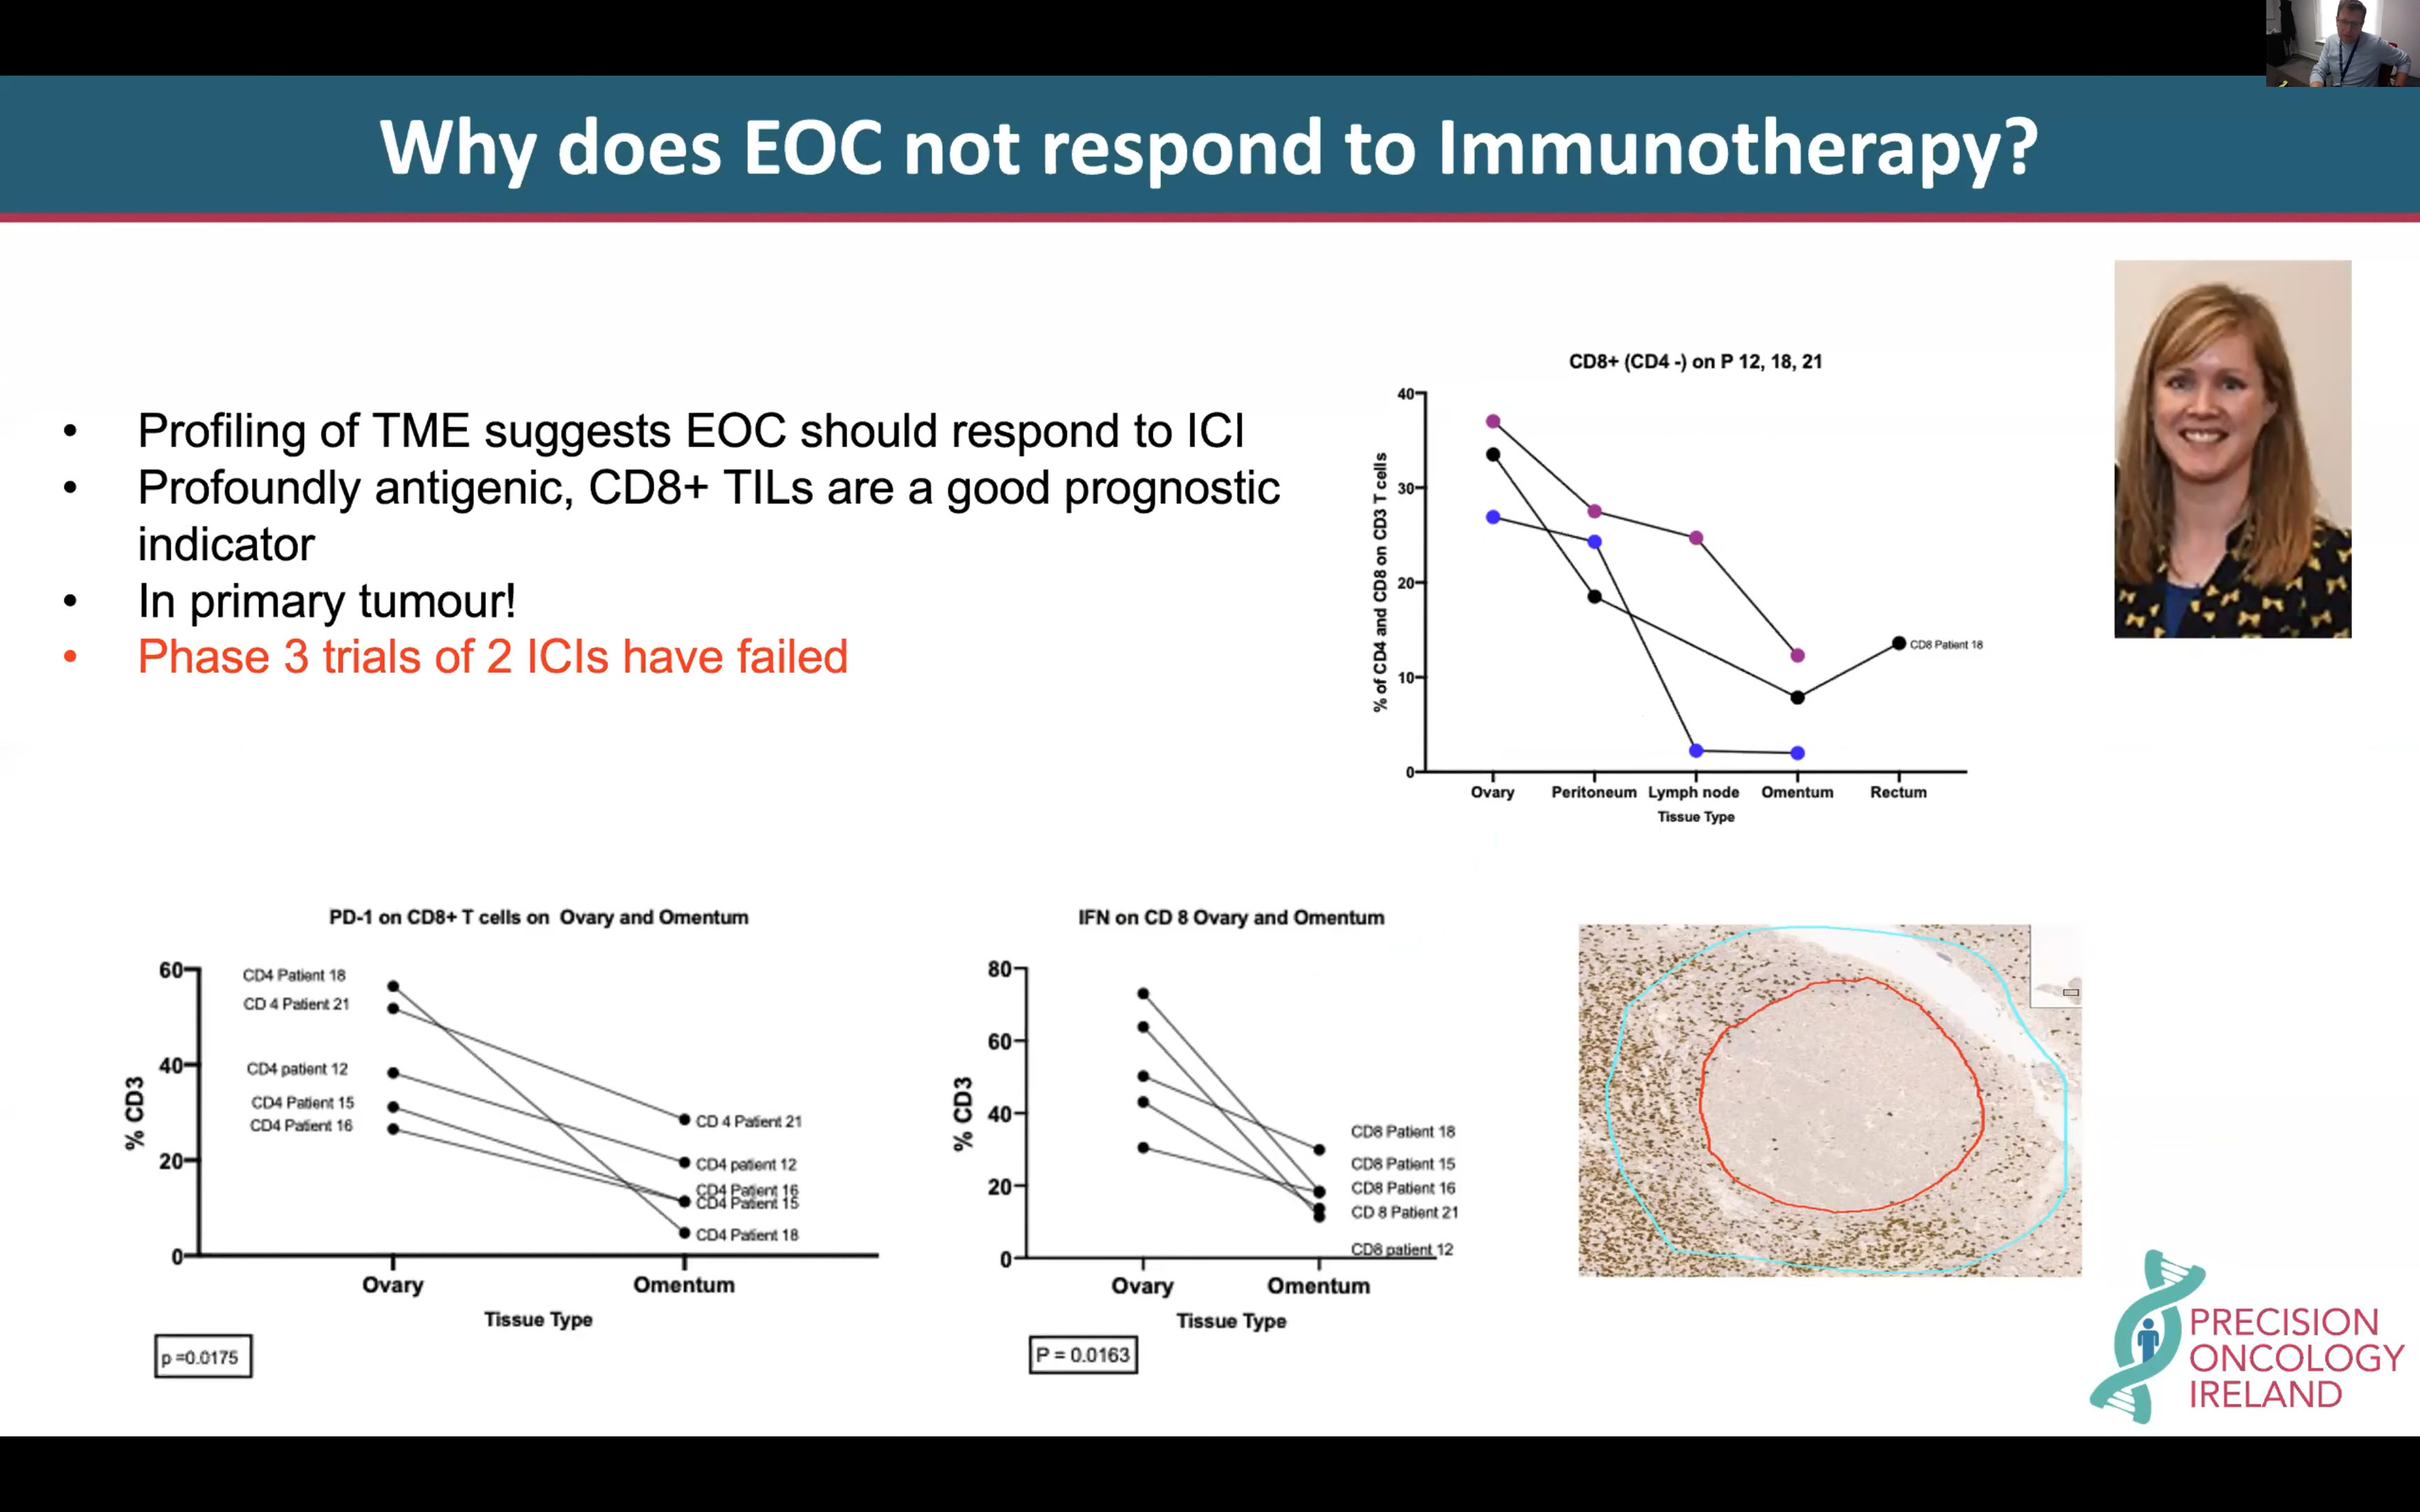 Why does EOC not respond to Immunotherapy?
• Profiling of TME suggests EOC should respond to ICI
• Profoundly antigenic, CD8+ TILs are a good prognostic
indicator
• In primary tumour!
• Phase 3 trials of 2 ICIs have failed
CD8+ (CD4 -) on P 12, 18, 21
% of CD4 and CD8 on CD3 T cells
40
30
20
10
0
CD8 Patient 18
Ovary Peritoneum Lymph node Omentum Rectum
Tissue Type
PD-1 on CD8+ T cells on Ovary and Omentum
% CD3
60
40
20
0
CD4 Patient 18
CD 4 Patient 21
CD4 patient 12
CD4 Patient 15
CD4 Patient 16
CD 4 Patient 21
CD4 patient 12
CD4 Patient 16
CD4 Patient 15
CD4 Patient 18
Ovary Omentum
Tissue Type
p =0.0175
IFN on CD 8 Ovary and Omentum
% CD3
80
60
40
20
0
CD8 Patient 18
CD8 Patient 15
CD8 Patient 16
CD 8 Patient 21
CD8 patient 12
Ovary Omentum
Tissue Type
P = 0.0163
PRECISION
ONCOLOGY
IRELAND